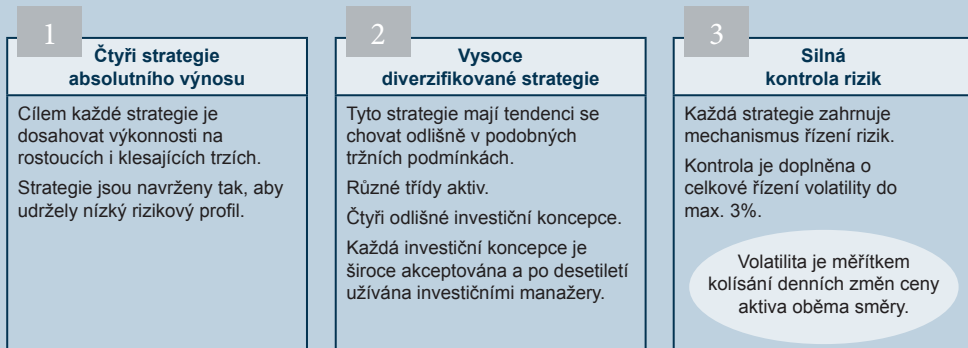 1
Čtyři strategie
absolutního výnosu
Cílem každé strategie je
dosahovat výkonnosti na
rostoucích i klesajících trzích.
Strategie jsou navrženy tak, aby
udržely nízký rizikový profil.
2
Vysoce
diverzifikované strategie
Tyto strategie mají tendenci se
chovat odlišně v podobných
tržních podmínkách.
Různé třídy aktiv.
Čtyři odlišné investiční koncepce.
Každá investiční koncepce je
široce akceptována a po desetiletí
užívána investičními manažery.
3
Silná
kontrola rizik
Každá strategie zahrnuje
mechanismus řízení rizik.
Kontrola je doplněna o
celkové řízení volatility do
max. 3%.
Volatilita je měřítkem
kolísání denních změn ceny
aktiva oběma směry.